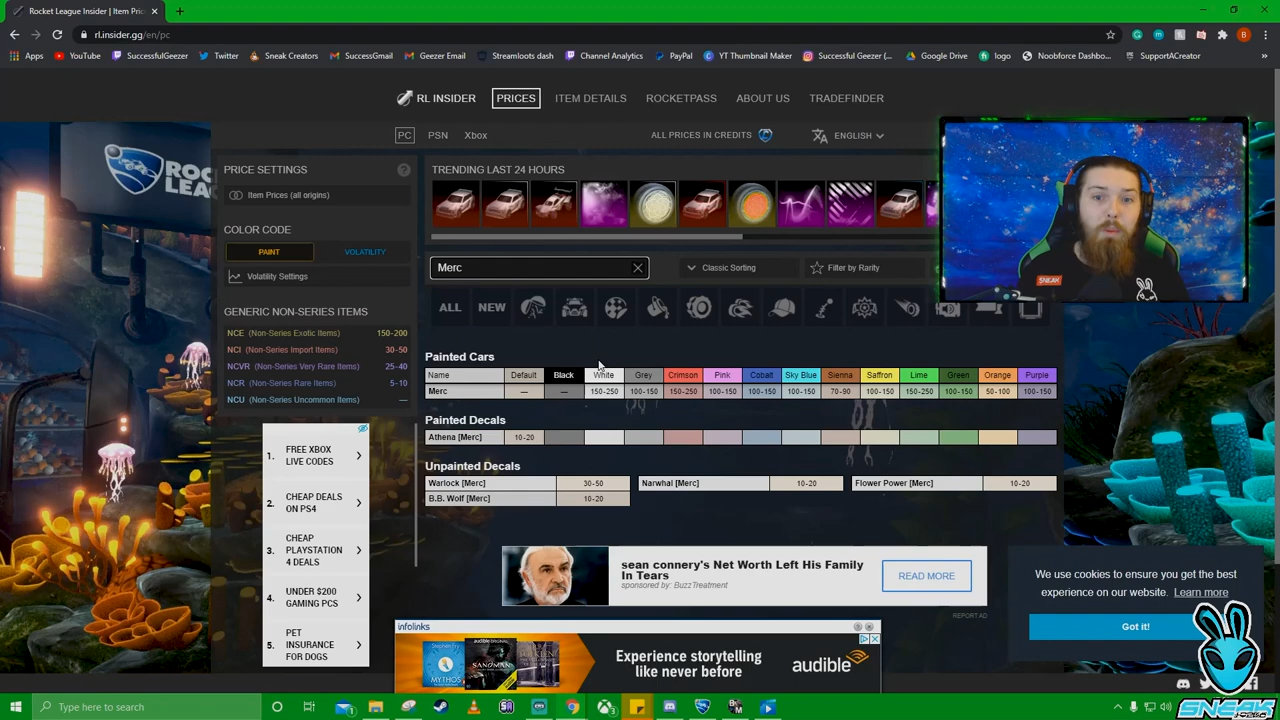 Rocket League Insider | Item Pric
rl.insider.gg/en/pc
Apps YouTube SuccessfulGeezer Twitter Sneak Creators SuccessGmail Geezer Email Streamloots dash Channel Analytics PayPal YT Thumbnail Maker Successful Geezer (... Google Drive logo Noobforce Dashbo... SupportACreator
RL INSIDER PRICES ITEM DETAILS ROCKETPASS ABOUT US TRADEFINDER
PC PSN Xbox ALL PRICES IN CREDITS ENGLISH
PRICE SETTINGS ?
Item Prices (all origins)
COLOR CODE
PAINT VOLATILITY
Volatility Settings
GENERIC NON-SERIES ITEMS
NCE (Non-Series Exotic Items) 150-200
NCI (Non-Series Import Items) 30-50
NCVR (Non-Series Very Rare Items) 25-40
NCR (Non-Series Rare Items) 5-10
NCU (Non-Series Uncommon Items) —
TRENDING LAST 24 HOURS
Merc Classic Sorting Filter by Rarity
ALL NEW
Painted Cars
Name Default Black White Grey Crimson Pink Cobalt Sky Blue Sienna Saffron Lime Green Orange Purple
Merc — — 150-250 100-150 150-250 100-150 100-150 100-150 70-90 100-150 150-250 100-150 50-100 100-150
Painted Decals
Athena [Merc] 10-20
Unpainted Decals
Warlock [Merc] 30-50 Narwhal [Merc] 10-20 Flower Power [Merc] 10-20
B.B. Wolf [Merc] 10-20
1. FREE XBOX
LIVE CODES
2. CHEAP DEALS
ON PS4
3. CHEAP
PLAYSTATION
4 DEALS
4. UNDER $200
GAMING PCS
5. PET
INSURANCE
FOR DOGS
sean connery's Net Worth Left His Family
In Tears
sponsored by: BuzzTreatment
READ MORE
REPORT AD
infolinks
Stephen Fry
MYTHOS
SANDMAN
Experience storytelling
like never before
audible
We use cookies to ensure you get the best
experience on our website. Learn more
Got it!
SNEAK
SNEAK
Type here to search